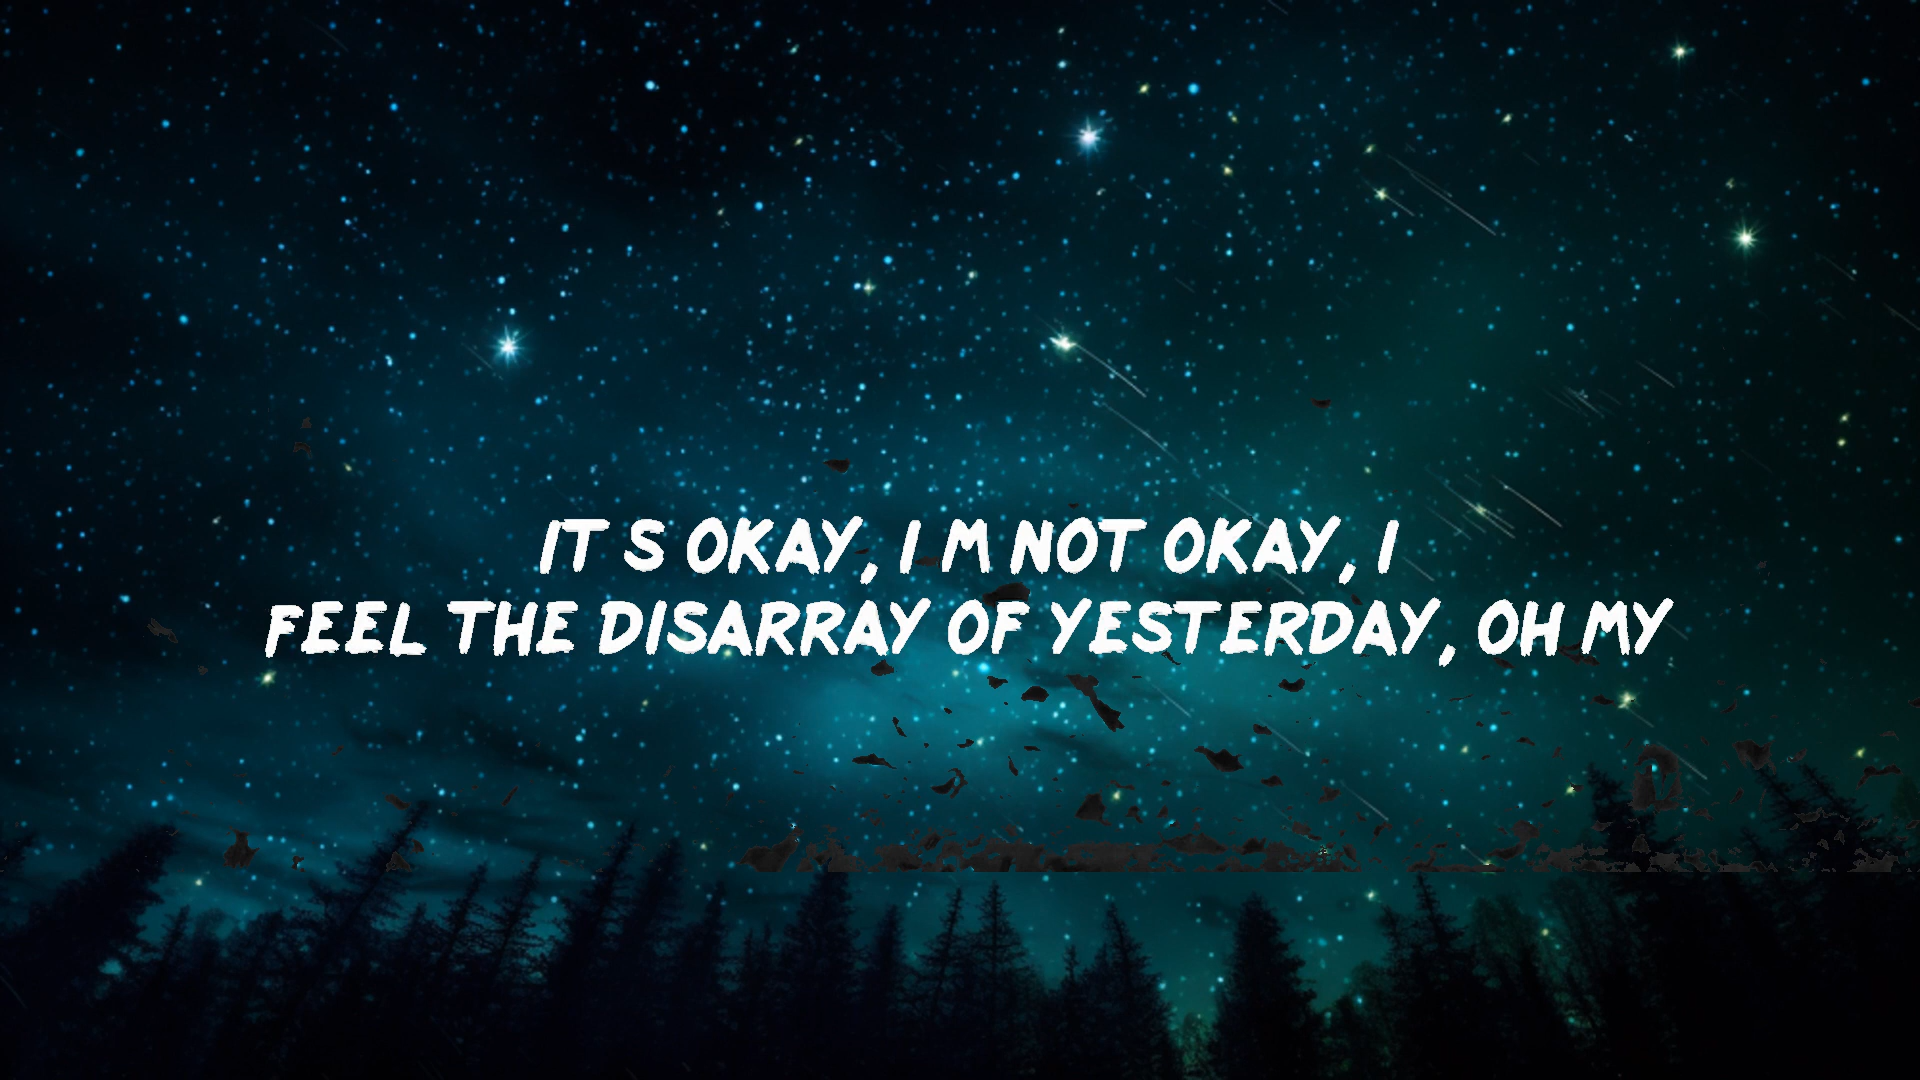 IT S OKAY, I M NOT OKAY, I
FEEL THE DISARRAY OF YESTERDAY, OH MY